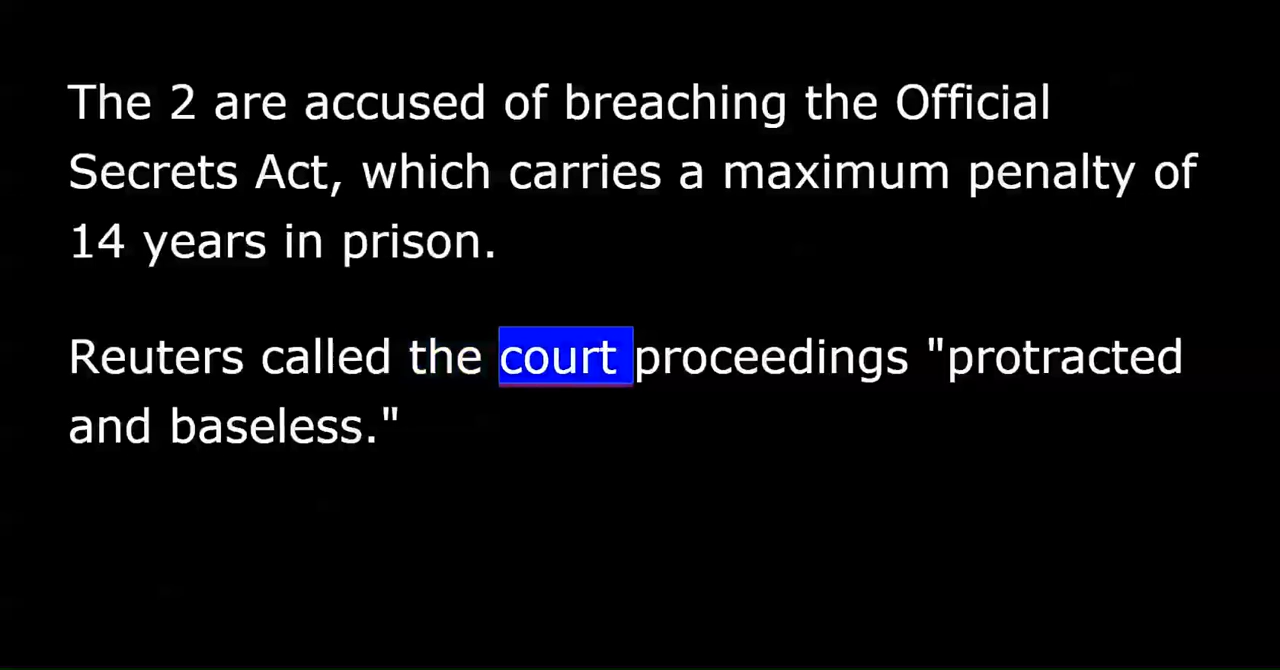 The 2 are accused of breaching the Official
Secrets Act, which carries a maximum penalty of
14 years in prison.
Reuters called the court proceedings "protracted
and baseless."